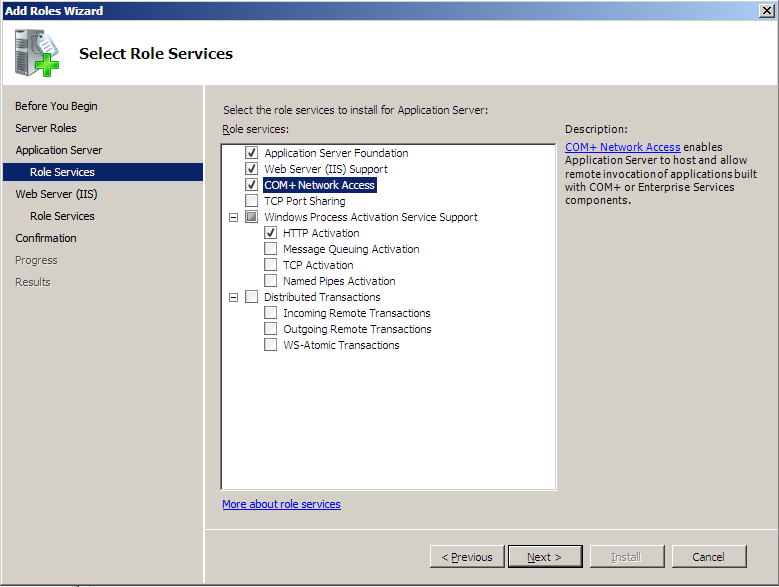 Add Roles Wizard
Select Role Services
Before You Begin
Server Roles
Application Server
Role Services
Web Server (IIS)
Role Services
Confirmation
Progress
Results
Select the role services to install for Application Server:
Role services:
Application Server Foundation
Web Server (IIS) Support
COM+ Network Access
TCP Port Sharing
Windows Process Activation Service Support
HTTP Activation
Message Queuing Activation
TCP Activation
Named Pipes Activation
Distributed Transactions
Incoming Remote Transactions
Outgoing Remote Transactions
WS-Atomic Transactions
More about role services
Description:
COM+ Network Access enables
Application Server to host and allow
remote invocation of applications built
with COM+ or Enterprise Services
components.
< Previous
Next >
Install
Cancel